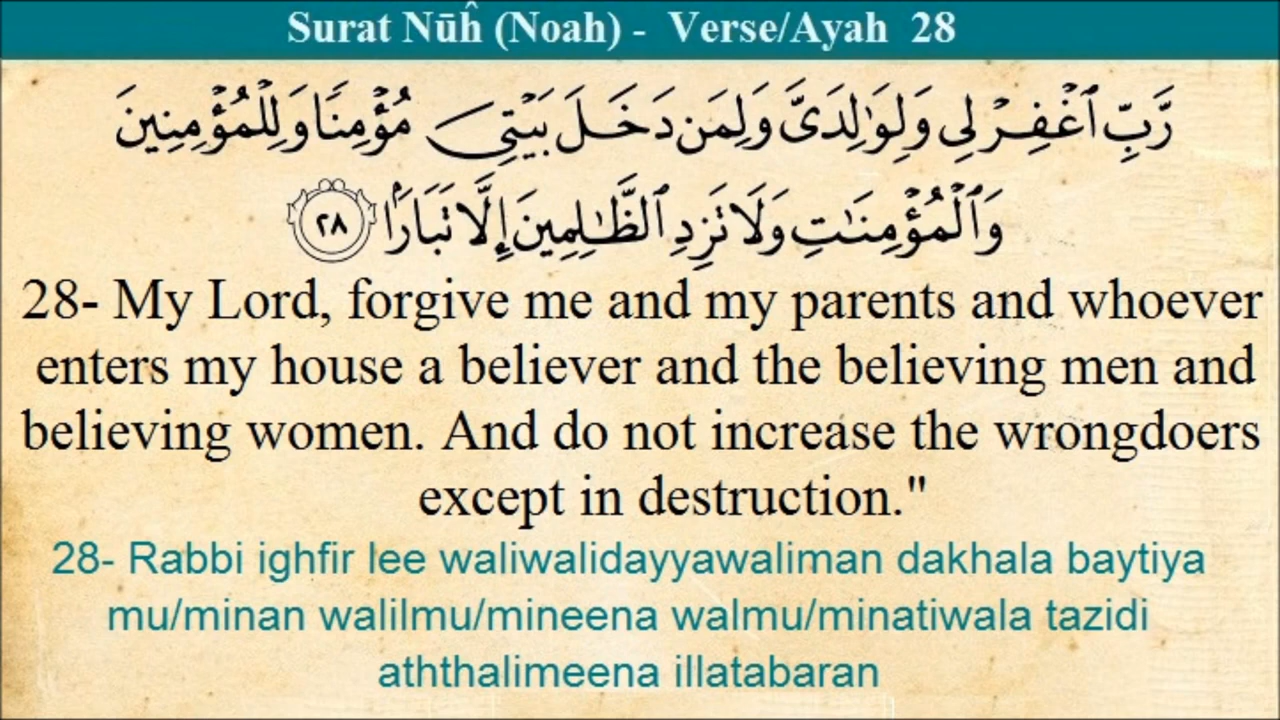 Surat Nūĥ (Noah) - Verse/Ayah 28
رَّبِّ ٱغْفِرْ لِى وَلِوَٰلِدَىَّ وَلِمَن دَخَلَ بَيْتِىَ مُؤْمِنًا وَلِلْمُؤْمِنِينَ
وَٱلْمُؤْمِنَٰتِ وَلَا تَزِدِ ٱلظَّٰلِمِينَ إِلَّا تَبَارًۢا ٢٨
28- My Lord, forgive me and my parents and whoever
enters my house a believer and the believing men and
believing women. And do not increase the wrongdoers
except in destruction."
28- Rabbi ighfir lee waliwalidayyawaliman dakhala baytiya
mu/minan walilmu/mineena walmu/minatiwala tazidi
aththalimeena illatabaran